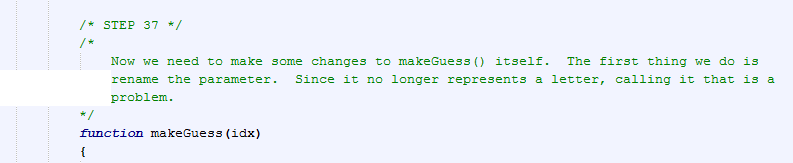 /* STEP 37 */
/*
Now we need to make some changes to makeGuess() itself.  The first thing we do is
rename the parameter.  Since it no longer represents a letter, calling it that is a
problem.
*/
function makeGuess(idx)
{